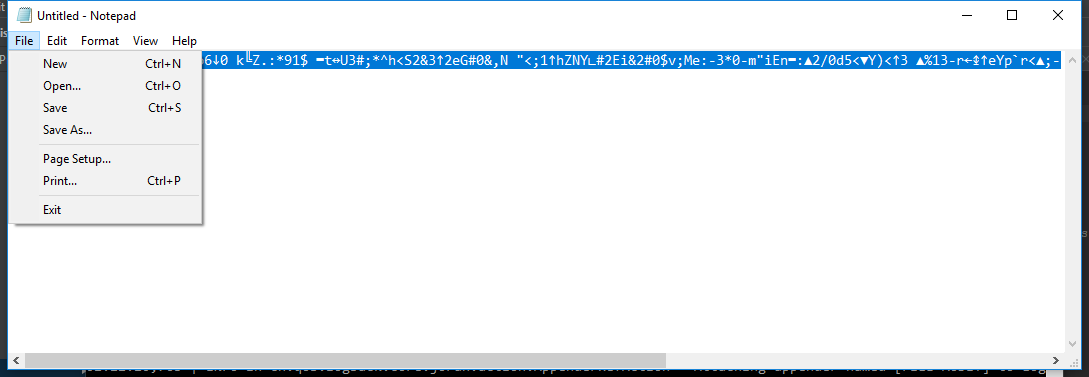 Untitled - Notepad
File Edit Format View Help
6↓0 k╚Z.:*91$ ▬t↔U3#;*^h<S2&3↑2eG#0&,N "<;1↑hZNY∟#2Ei&2#0$v;Me:-3*0-m"iEn▬:▲2/0d5<▼Y)<↑3 ▲%13-r←↨↑eYp`r<▲;-
New Ctrl+N
Open... Ctrl+O
Save Ctrl+S
Save As...
Page Setup...
Print... Ctrl+P
Exit